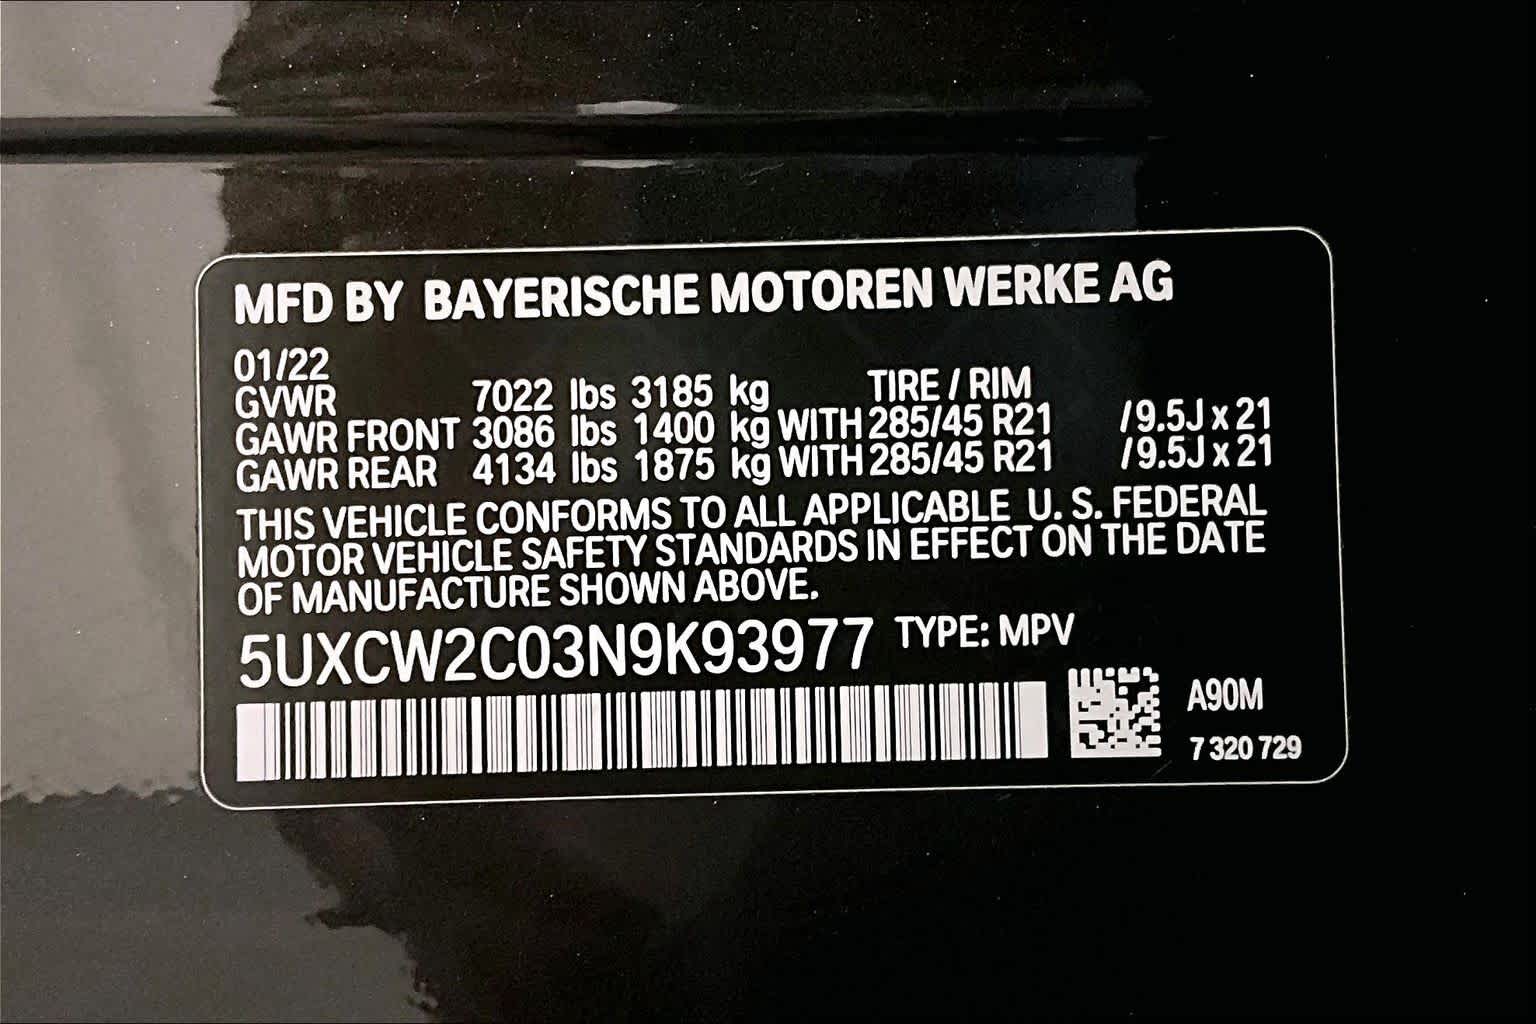 MFD BY BAYERISCHE MOTOREN WERKE AG
01/22
GVWR 7022 lbs 3185 kg TIRE / RIM
GAWR FRONT 3086 lbs 1400 kg WITH 285/45 R21 /9.5J x 21
GAWR REAR 4134 lbs 1875 kg WITH 285/45 R21 /9.5J x 21
THIS VEHICLE CONFORMS TO ALL APPLICABLE U. S. FEDERAL
MOTOR VEHICLE SAFETY STANDARDS IN EFFECT ON THE DATE
OF MANUFACTURE SHOWN ABOVE.
5UXCW2C03N9K93977 TYPE: MPV
A90M
7 320 729